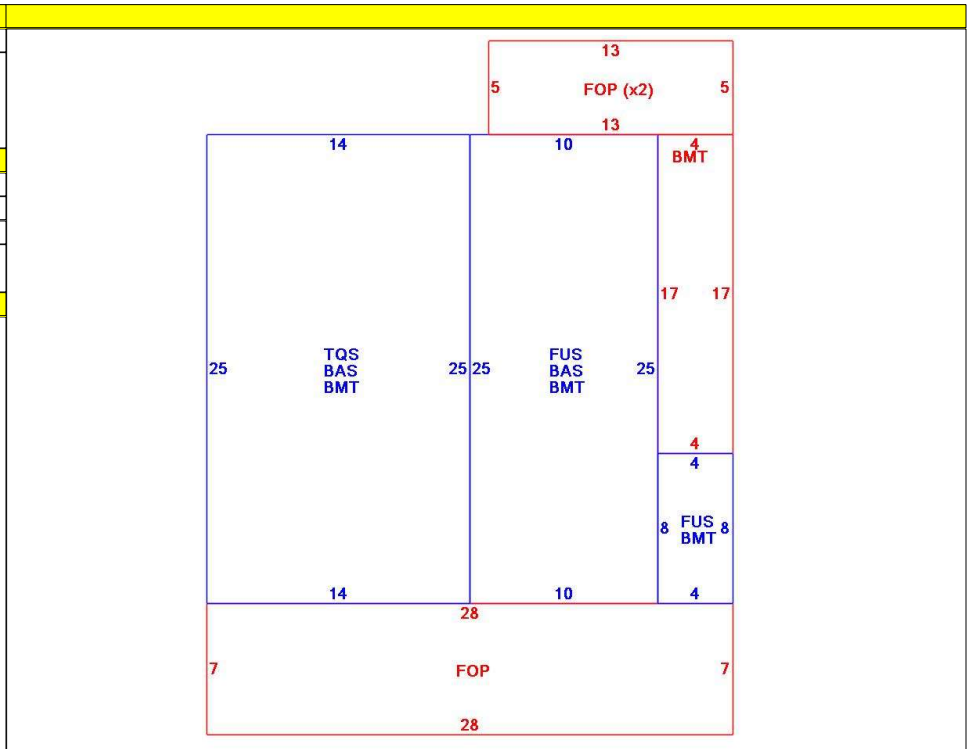 13
5 FOP (x2) 5
13
14 10 4
BMT
17 17
25 TQS 25 25 FUS 25
BAS BAS
BMT BMT
4
4
8 FUS 8
BMT
14 10 4
28
7 FOP 7
28